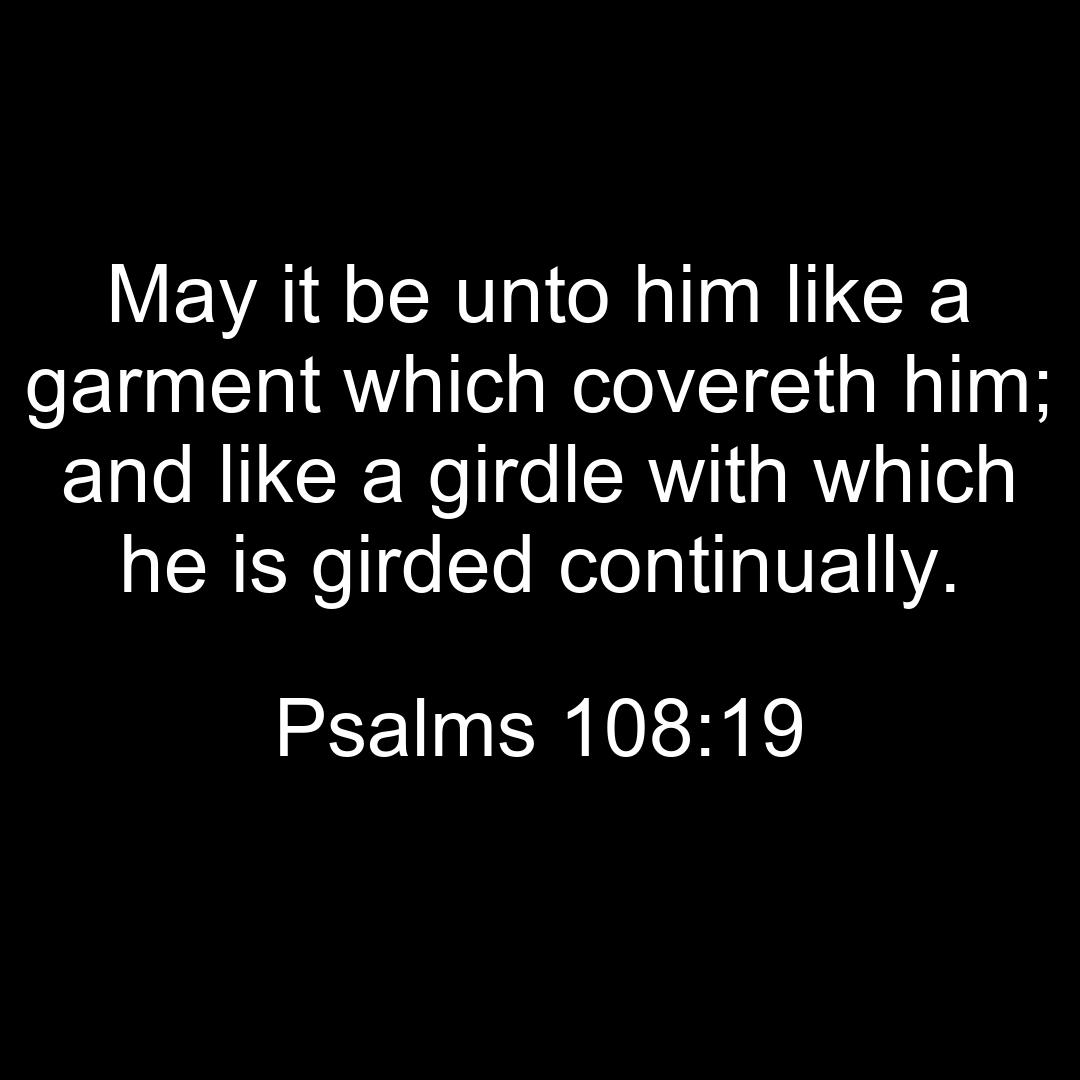 May it be unto him like a
garment which covereth him;
and like a girdle with which
he is girded continually.
Psalms 108:19